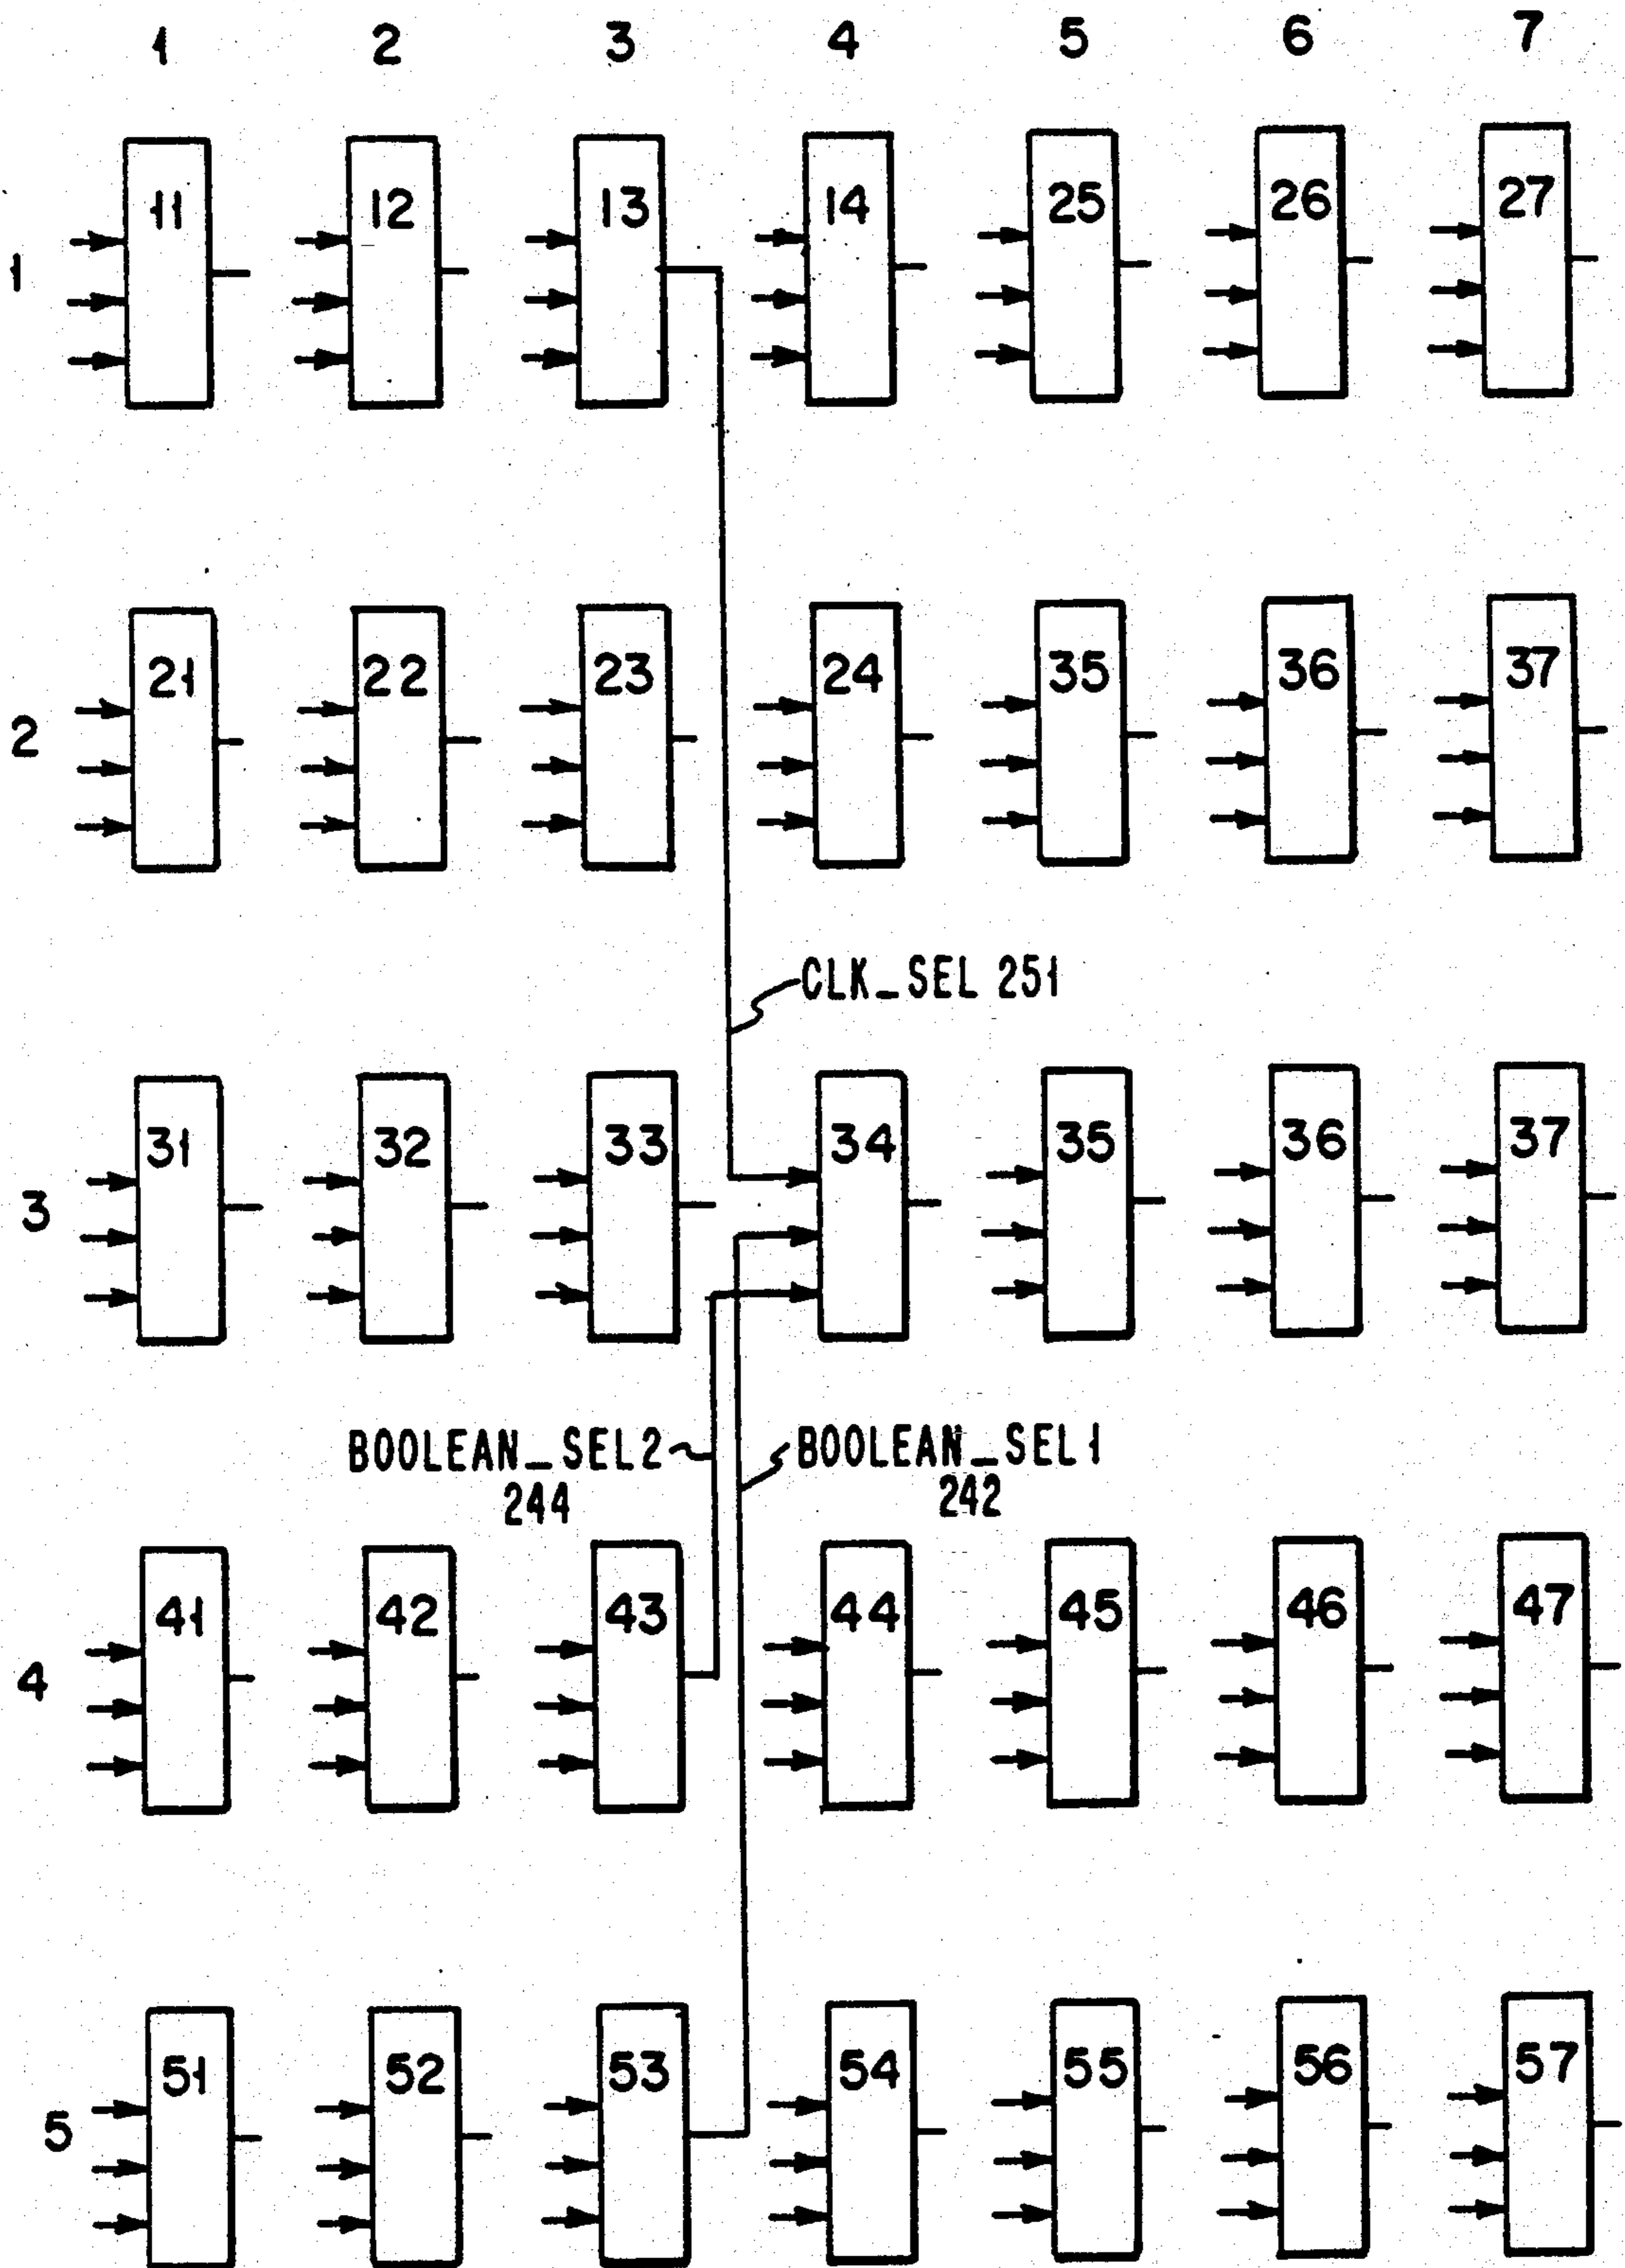 1 2 3 4 5 6 7
1 11 12 13 14 25 26 27
2 21 22 23 24 35 36 37
CLK_SEL 251
3 31 32 33 34 35 36 37
BOOLEAN_SEL2 BOOLEAN_SEL1
244 242
4 41 42 43 44 45 46 47
5 51 52 53 54 55 56 57